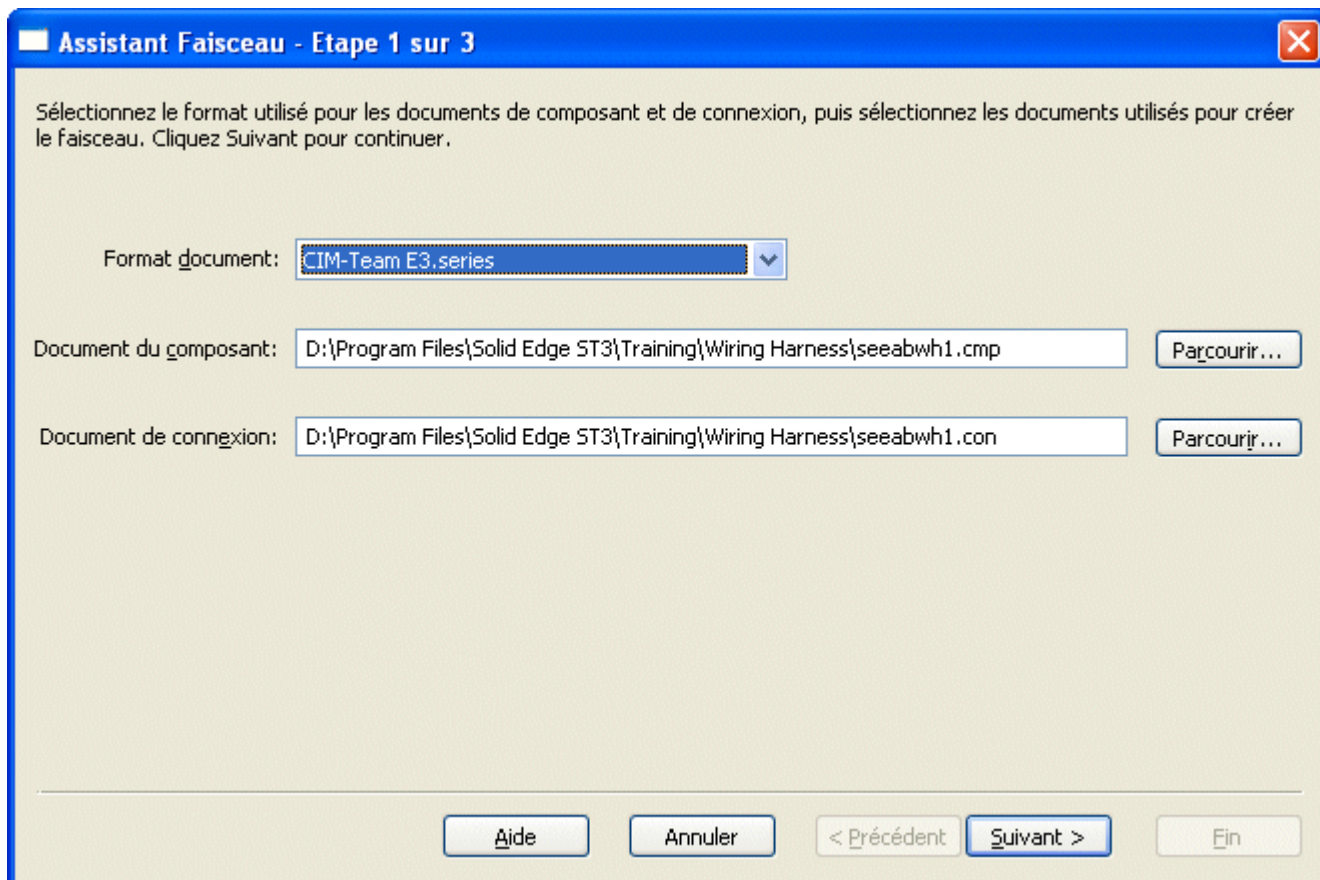 Assistant Faisceau - Etape 1 sur 3
Sélectionnez le format utilisé pour les documents de composant et de connexion, puis sélectionnez les documents utilisés pour créer
le faisceau. Cliquez Suivant pour continuer.
Format document: CIM-Team E3.series
Document du composant: D:\Program Files\Solid Edge ST3\Training\Wiring Harness\seeabwh1.cmp Parcourir...
Document de connexion: D:\Program Files\Solid Edge ST3\Training\Wiring Harness\seeabwh1.con Parcourir...
Aide Annuler < Précédent Suivant > Fin